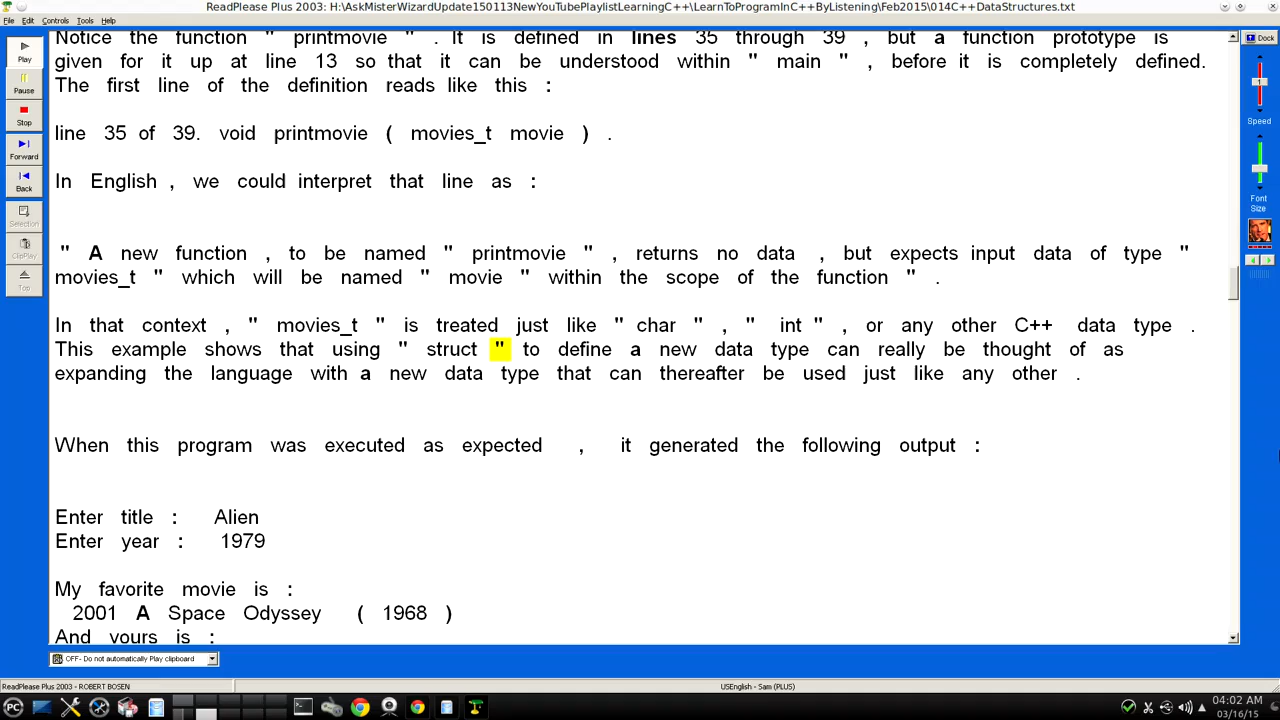 ReadPlease Plus 2003: H:\AskMisterWizardUpdate150113NewYouTubePlaylistLearningC++\LearnToProgramInC++ByListening\Feb2015\014C++DataStructures.txt
File Edit Controls Tools Help
Play
Pause
Stop
Forward
Back
Selection
ClipPlay
Top
Notice the function " printmovie " . It is defined in lines 35 through 39 , but a function prototype is
given for it up at line 13 so that it can be understood within " main " , before it is completely defined.
The first line of the definition reads like this :
line 35 of 39. void printmovie ( movies_t movie ) .
In English , we could interpret that line as :
" A new function , to be named " printmovie " , returns no data , but expects input data of type "
movies_t " which will be named " movie " within the scope of the function " .
In that context , " movies_t " is treated just like " char " , " int " , or any other C++ data type .
This example shows that using " struct " to define a new data type can really be thought of as
expanding the language with a new data type that can thereafter be used just like any other .
When this program was executed as expected , it generated the following output :
Enter title : Alien
Enter year : 1979
My favorite movie is :
2001 A Space Odyssey ( 1968 )
And yours is :
Dock
Speed
Font
Size
OFF- Do not automatically Play clipboard
ReadPlease Plus 2003 - ROBERT BOSEN
USEnglish - Sam (PLUS)
PC
04:02 AM
03/16/15